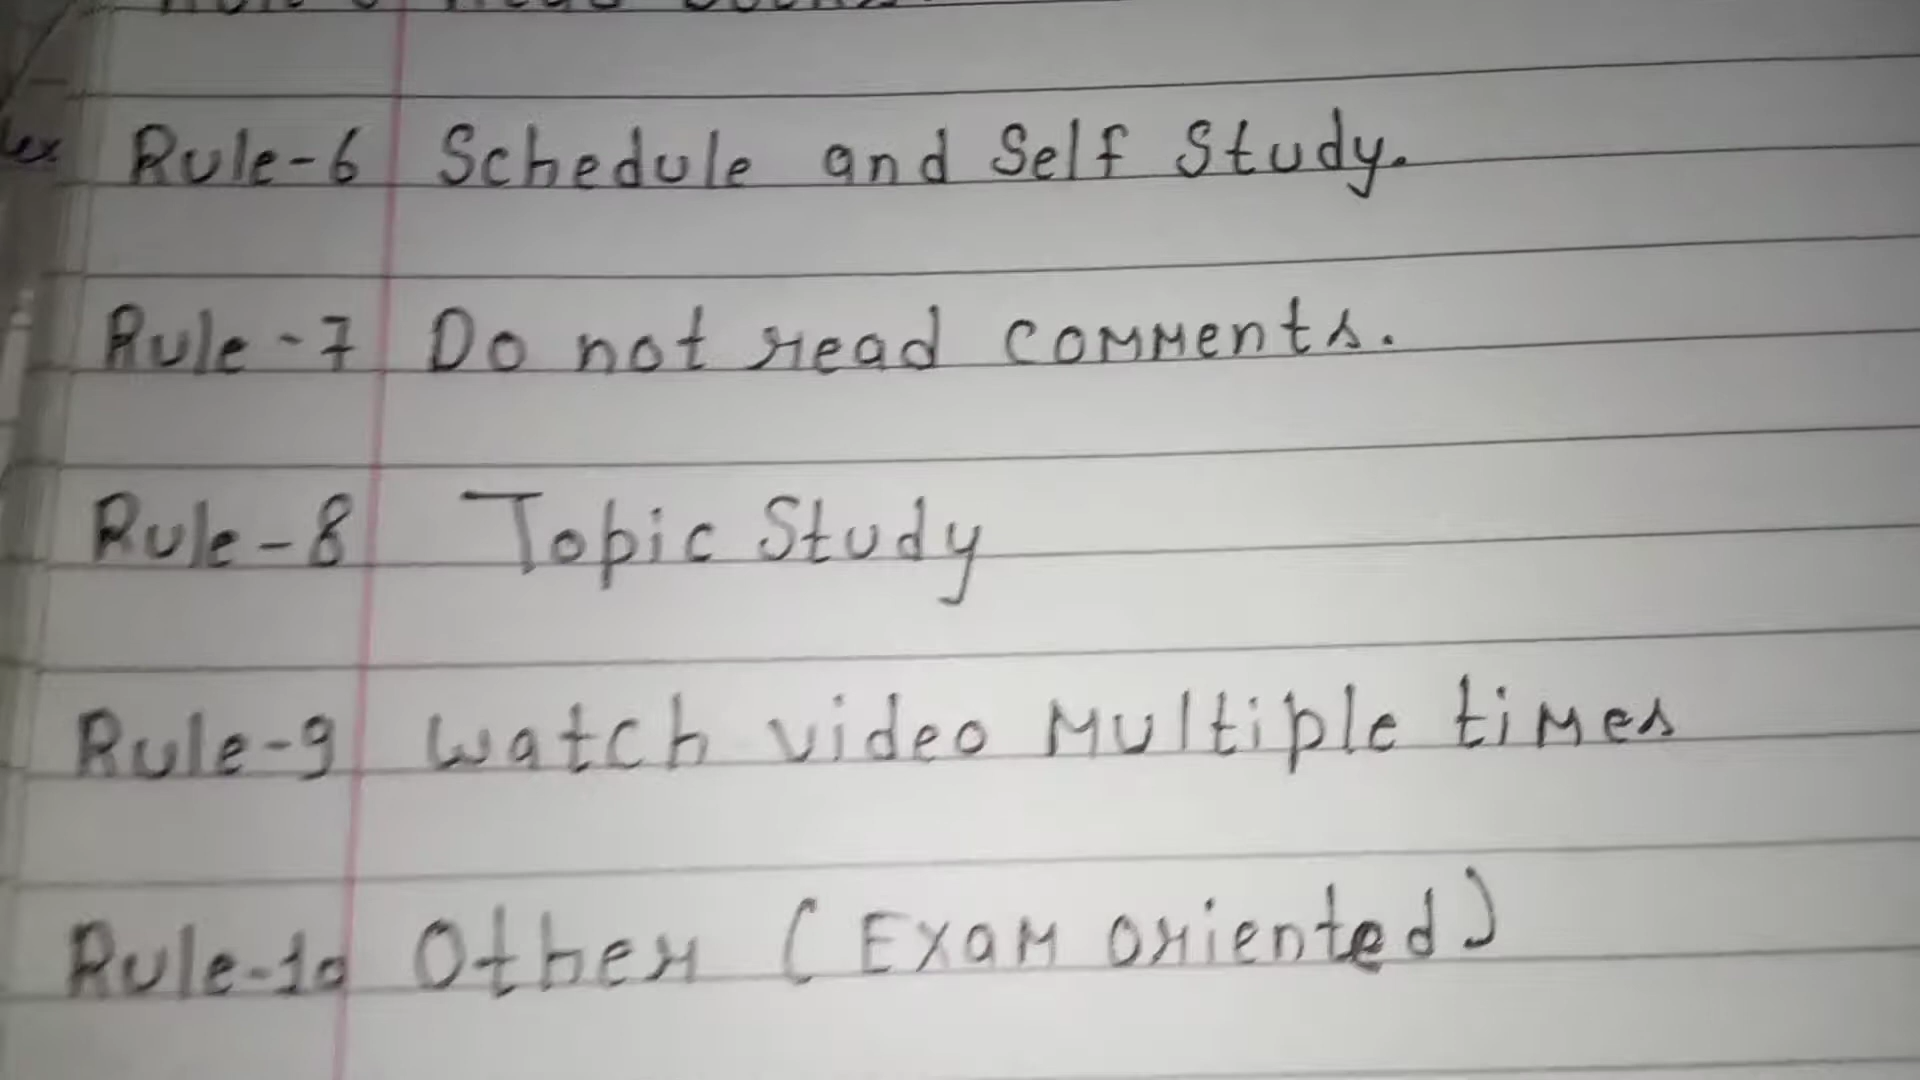 Rule-6 Schedule and Self Study.
Rule-7 Do not read comments.
Rule-8 Topic Study
Rule-9 watch video multiple times
Rule-10 Other (Exam oriented)